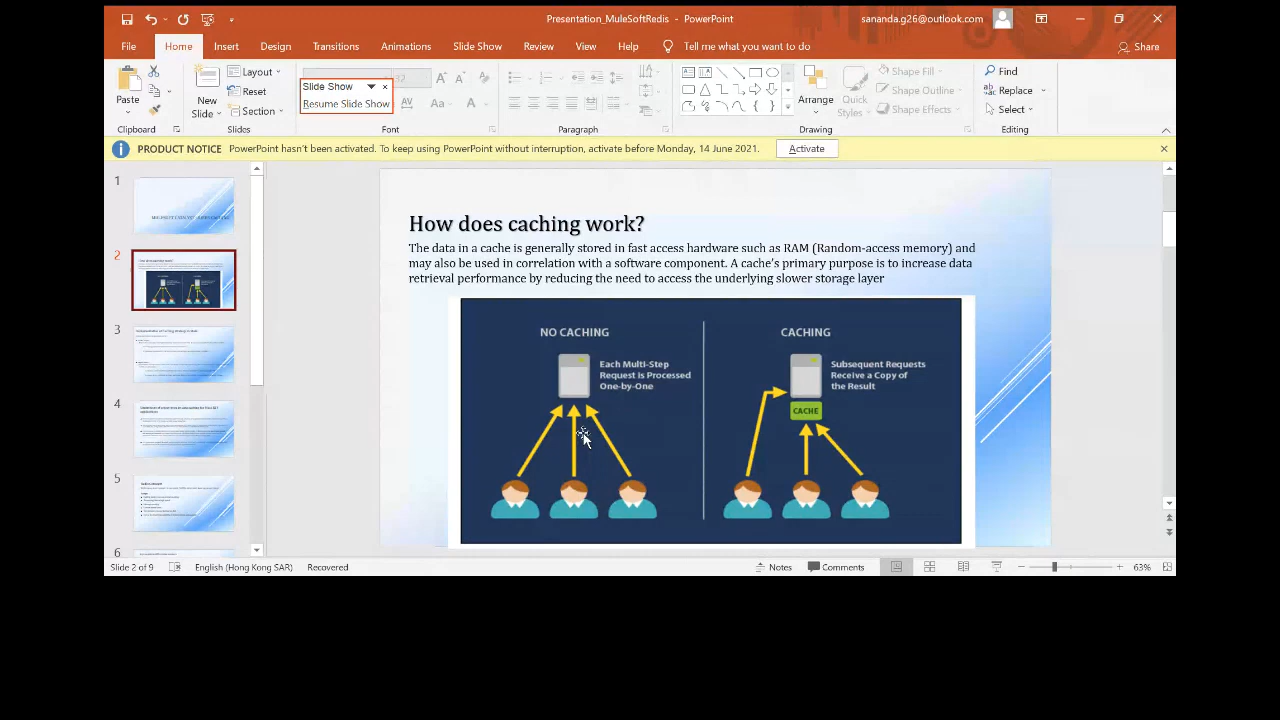 Presentation_MuleSoftRedis - PowerPoint
sananda.g26@outlook.com
File Home Insert Design Transitions Animations Slide Show Review View Help Tell me what you want to do Share
Paste
Clipboard
New Slide
Layout
Reset
Section
Slides
Slide Show
Resume Slide Show
Font
Paragraph
Arrange
Quick Styles
Shape Fill
Shape Outline
Shape Effects
Drawing
Find
Replace
Select
Editing
PRODUCT NOTICE PowerPoint hasn't been activated. To keep using PowerPoint without interruption, activate before Monday, 14 June 2021. Activate
1
2
3
4
5
6
How does caching work?
The data in a cache is generally stored in fast access hardware such as RAM (Random-access memory) and
may also be used in correlation with a software component. A cache's primary purpose is to increase data
retrieval performance by reducing the need to access the underlying slower storage layer
NO CACHING
Each Multi-Step
Request is Processed
One-by-One
CACHING
Subsequent Requests
Receive a Copy of
the Result
CACHE
Slide 2 of 9 English (Hong Kong SAR) Recovered Notes Comments 63%